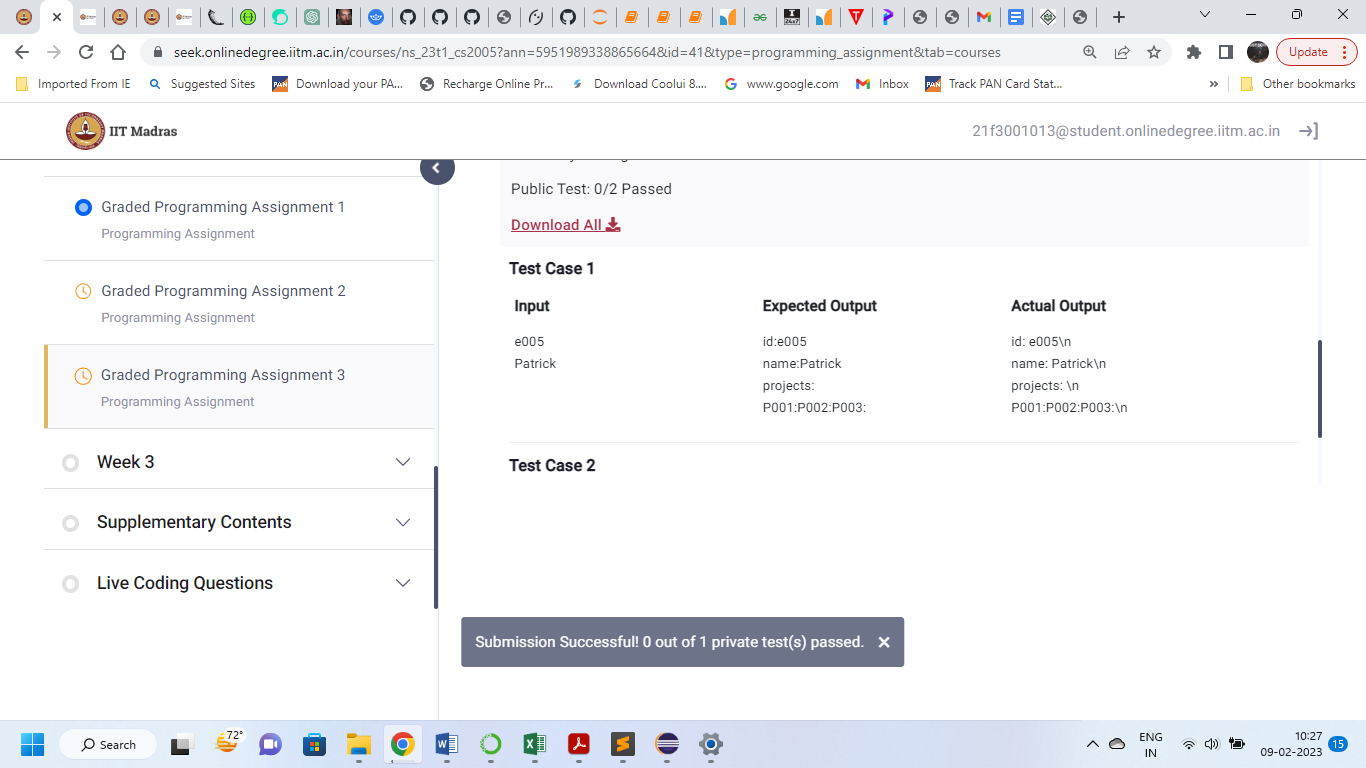 Update
seek.onlinedegree.iitm.ac.in/courses/ns_23t1_cs2005?ann=5951989338865664&id=41&type=programming_assignment&tab=courses
Imported From IE
Suggested Sites
Download your PA...
Recharge Online Pr...
Download Coolui 8....
www.google.com
Inbox
Track PAN Card Stat...
»
Other bookmarks
IIT Madras
21f3001013@student.onlinedegree.iitm.ac.in
Graded Programming Assignment 1
Programming Assignment
Graded Programming Assignment 2
Programming Assignment
Graded Programming Assignment 3
Programming Assignment
Week 3
Supplementary Contents
Live Coding Questions
Public Test: 0/2 Passed
Download All
Test Case 1
Input Expected Output Actual Output
e005 id:e005 id: e005\n
Patrick name:Patrick name: Patrick\n
projects: projects: \n
P001:P002:P003: P001:P002:P003:\n
Test Case 2
Submission Successful! 0 out of 1 private test(s) passed.
72°
Search
ENG
IN
10:27
09-02-2023
15